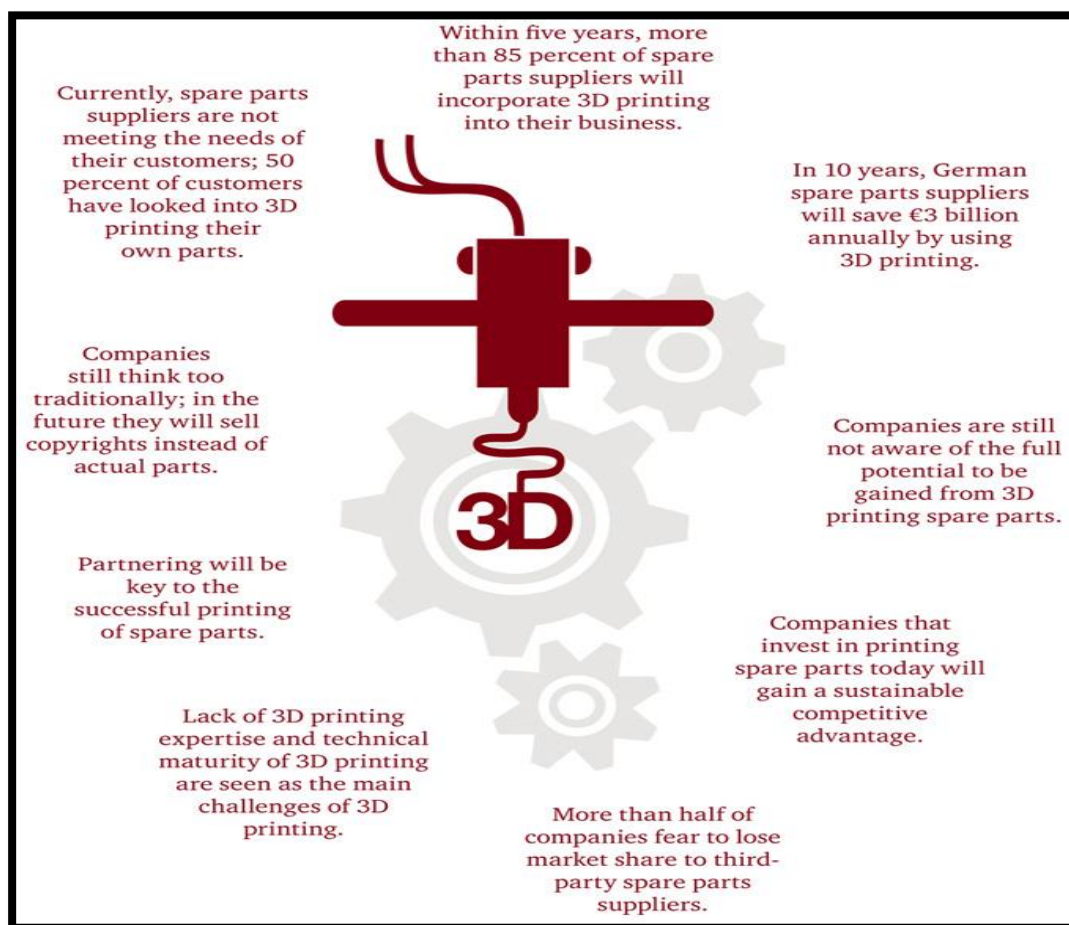 Within five years, more
than 85 percent of spare
parts suppliers will
incorporate 3D printing
into their business.
Currently, spare parts
suppliers are not
meeting the needs of
their customers; 50
percent of customers
have looked into 3D
printing their
own parts.
In 10 years, German
spare parts suppliers
will save €3 billion
annually by using
3D printing.
Companies
still think too
traditionally; in the
future they will sell
copyrights instead of
actual parts.
Companies are still
not aware of the full
potential to be
gained from 3D
printing spare parts.
3D
Partnering will be
key to the
successful printing
of spare parts.
Companies that
invest in printing
spare parts today will
gain a sustainable
competitive
advantage.
Lack of 3D printing
expertise and technical
maturity of 3D printing
are seen as the main
challenges of 3D
printing.
More than half of
companies fear to lose
market share to third-
party spare parts
suppliers.